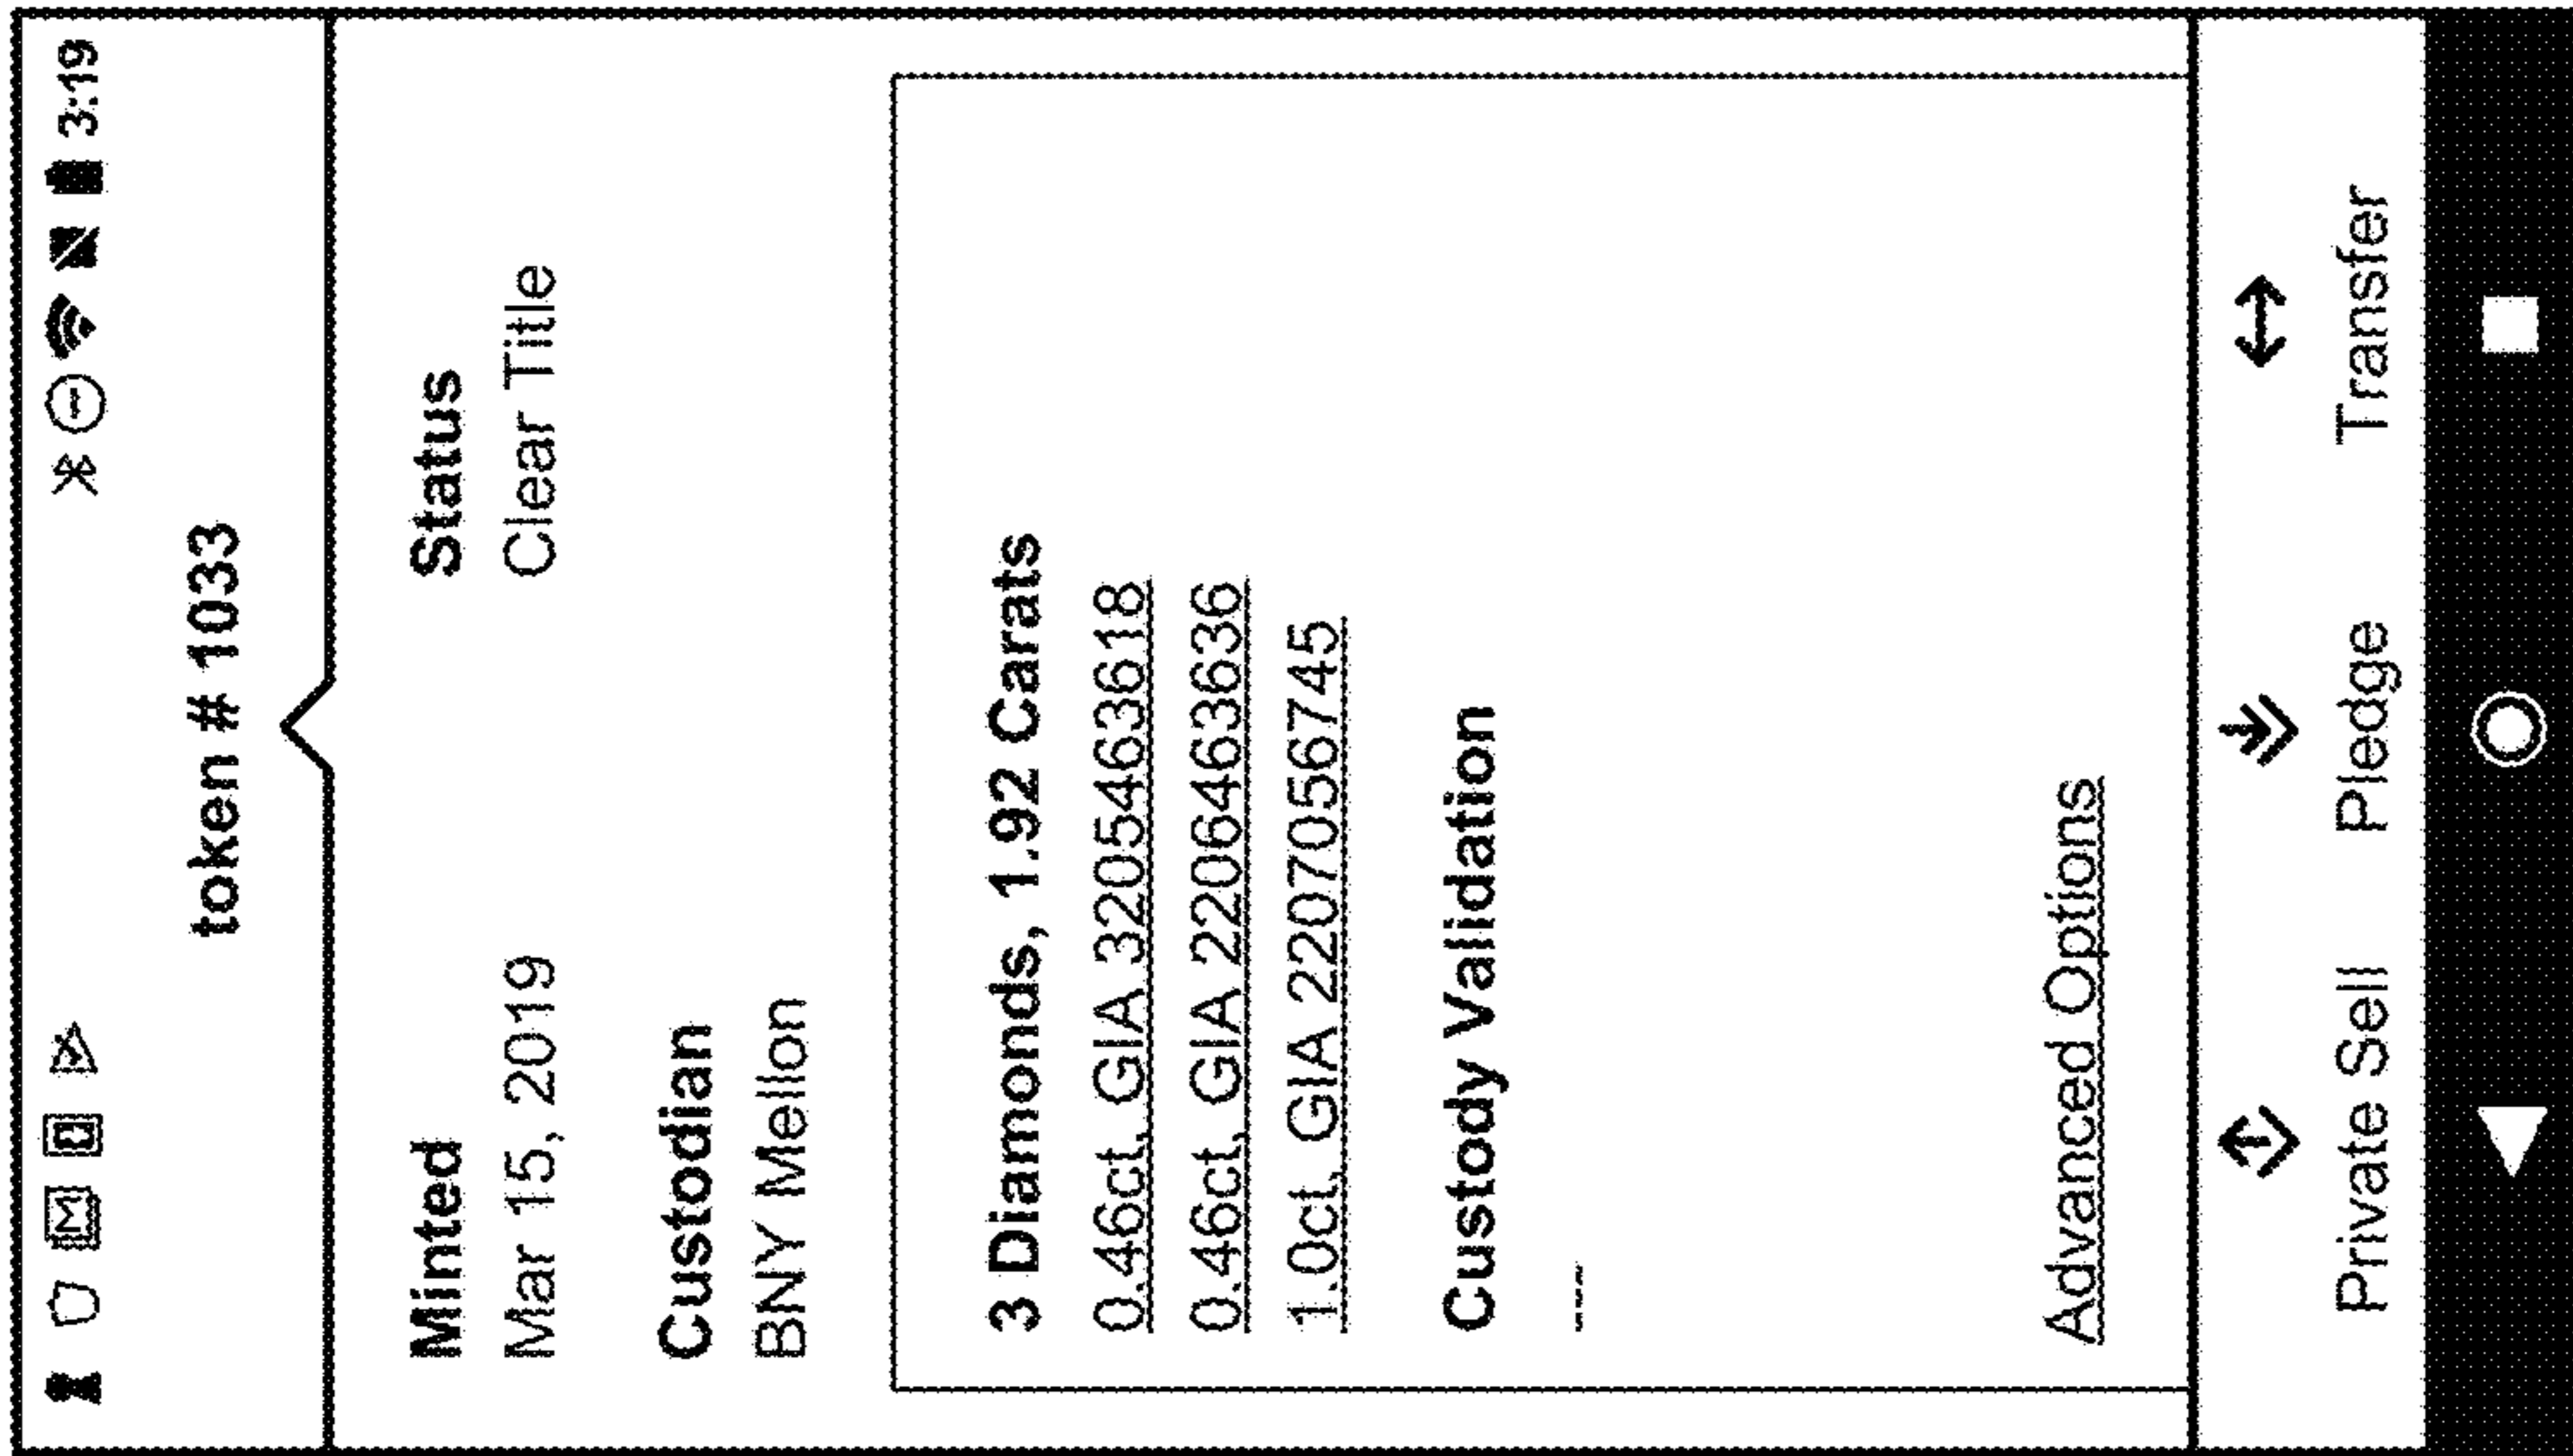 3:19
token # 1033
Minted
Mar 15, 2019
Status
Clear Title
Custodian
BNY Mellon
3 Diamonds, 1.92 Carats
0.46ct, GIA 3205463618
0.46ct, GIA 2206463636
1.0ct, GIA 2207056745
Custody Validation
---
Advanced Options
Private Sell
Pledge
Transfer